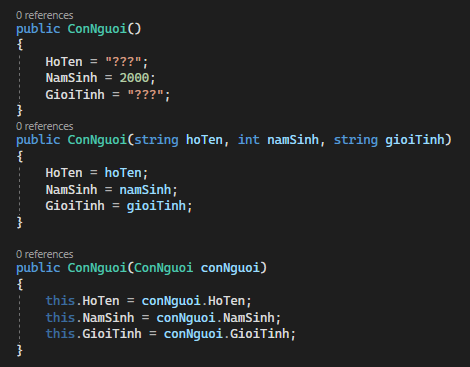 0 references
public ConNguoi()
{
HoTen = "???";
NamSinh = 2000;
GioiTinh = "???";
}
0 references
public ConNguoi(string hoTen, int namSinh, string gioiTinh)
{
HoTen = hoTen;
NamSinh = namSinh;
GioiTinh = gioiTinh;
}
0 references
public ConNguoi(ConNguoi conNguoi)
{
this.HoTen = conNguoi.HoTen;
this.NamSinh = conNguoi.NamSinh;
this.GioiTinh = conNguoi.GioiTinh;
}